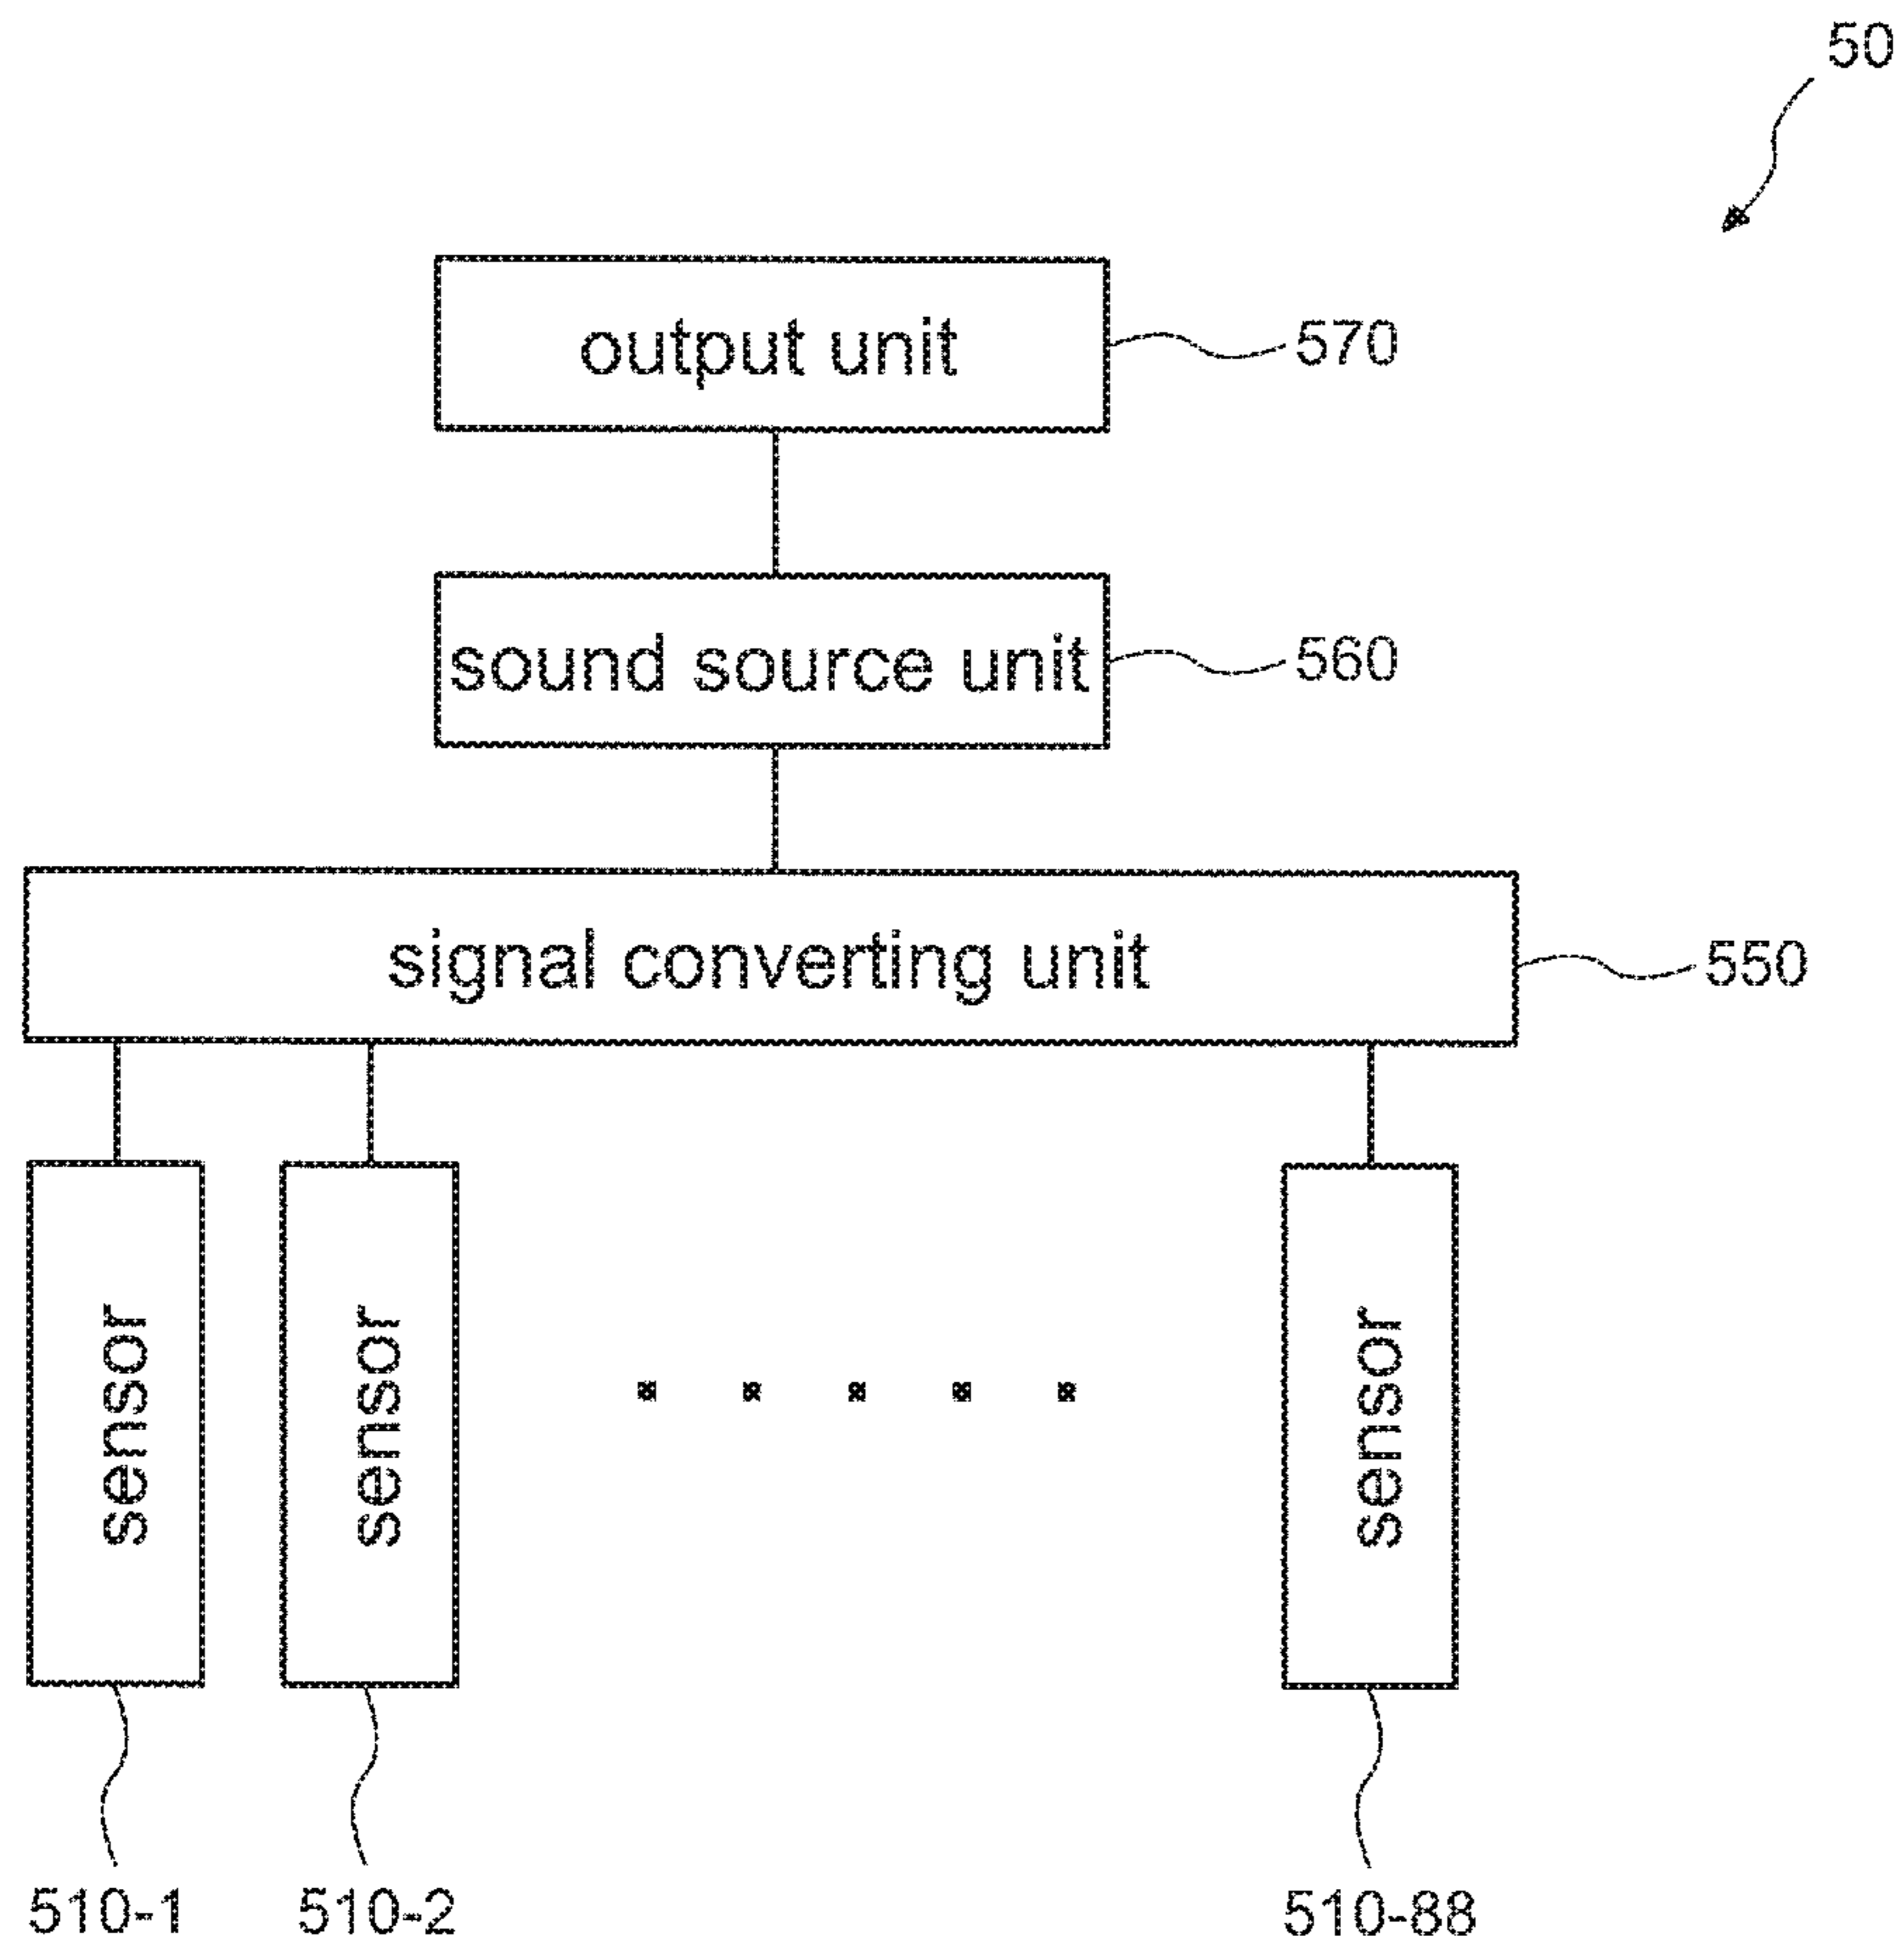 50
output unit
570
sound source unit
560
signal converting unit
550
sensor
sensor
sensor
510-1
510-2
510-88